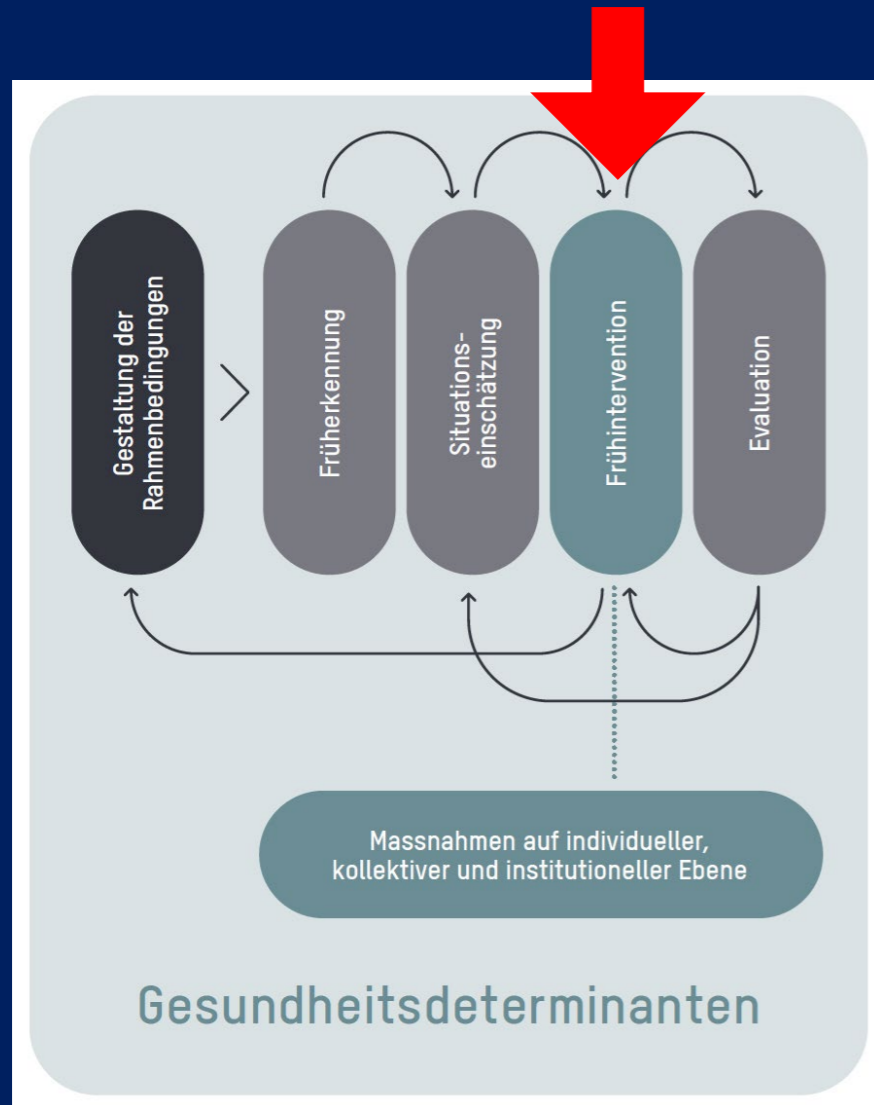 Gestaltung der
Rahmenbedingungen
Früherkennung
Situations-
einschätzung
Frühintervention
Evaluation
Massnahmen auf individueller,
kollektiver und institutioneller Ebene
Gesundheitsdeterminanten